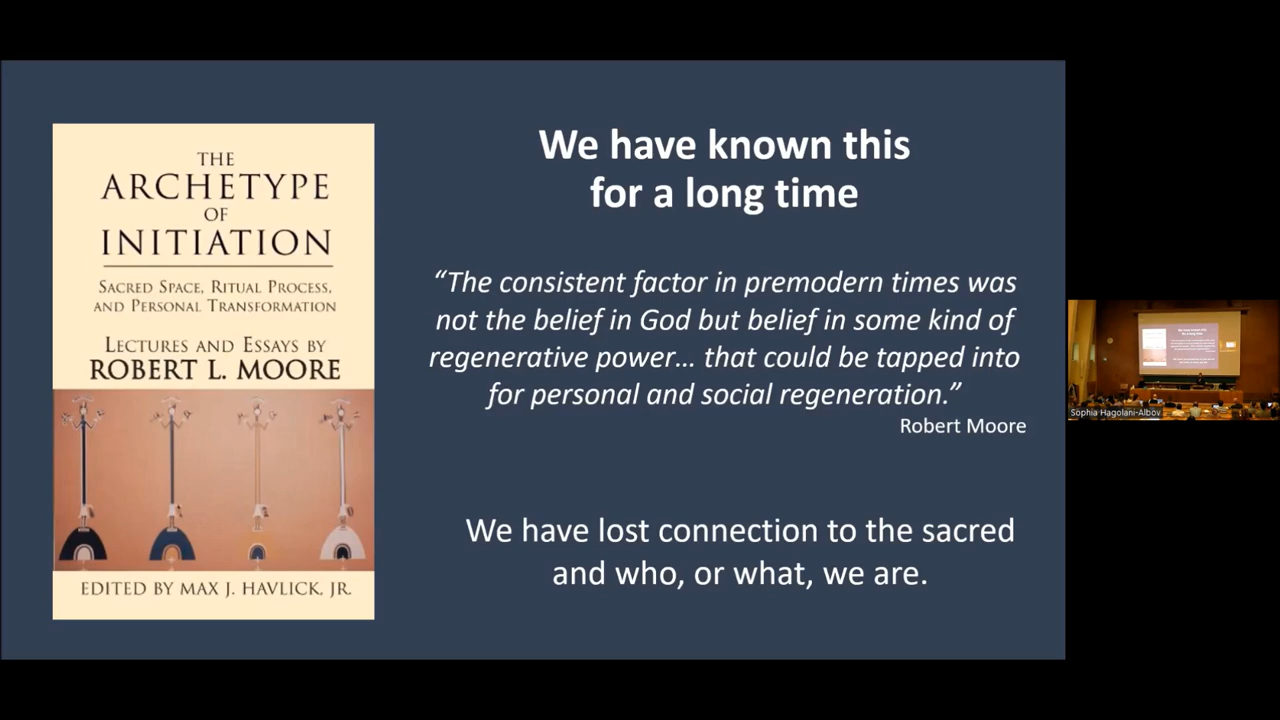 THE
ARCHETYPE
OF
INITIATION
SACRED SPACE, RITUAL PROCESS,
AND PERSONAL TRANSFORMATION
LECTURES AND ESSAYS BY
ROBERT L. MOORE
EDITED BY MAX J. HAVLICK, JR.
We have known this
for a long time
“The consistent factor in premodern times was
not the belief in God but belief in some kind of
regenerative power... that could be tapped into
for personal and social regeneration.”
Robert Moore
We have lost connection to the sacred
and who, or what, we are.
Sophia Hagolani-Albov